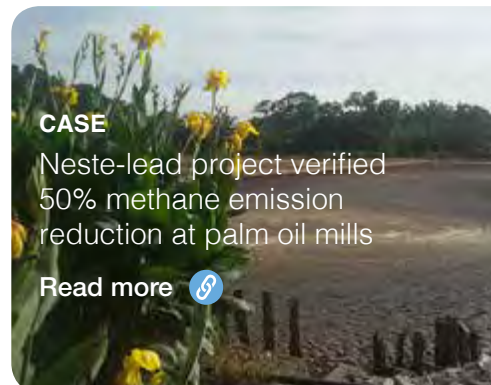 CASE
Neste-lead project verified
50% methane emission
reduction at palm oil mills
Read more